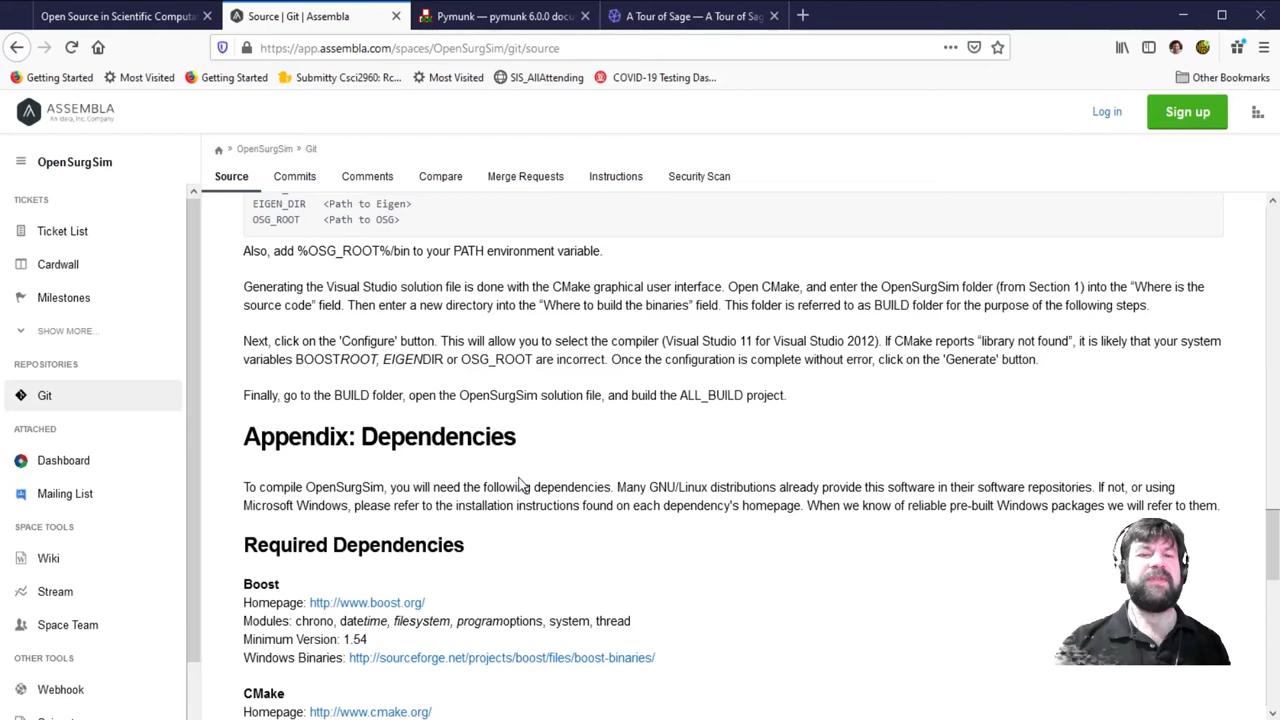 Open Source in Scientific Computa
Source | Git | Assembla
Pymunk — pymunk 6.0.0 docu
A Tour of Sage — A Tour of Sag
https://app.assembla.com/spaces/OpenSurgSim/git/source
Getting Started
Most Visited
Getting Started
Submitty Csci2960: Rc...
Most Visited
SIS_AllAttending
COVID-19 Testing Das...
Other Bookmarks
ASSEMBLA
An Idera, Inc. Company
Log in
Sign up
OpenSurgSim
OpenSurgSim > Git
Source
Commits
Comments
Compare
Merge Requests
Instructions
Security Scan
TICKETS
Ticket List
Cardwall
Milestones
SHOW MORE...
REPOSITORIES
Git
ATTACHED
Dashboard
Mailing List
SPACE TOOLS
Wiki
Stream
Space Team
OTHER TOOLS
Webhook
EIGEN_DIR <Path to Eigen>
OSG_ROOT <Path to OSG>
Also, add %OSG_ROOT%/bin to your PATH environment variable.
Generating the Visual Studio solution file is done with the CMake graphical user interface. Open CMake, and enter the OpenSurgSim folder (from Section 1) into the “Where is the
source code” field. Then enter a new directory into the “Where to build the binaries” field. This folder is referred to as BUILD folder for the purpose of the following steps.
Next, click on the 'Configure' button. This will allow you to select the compiler (Visual Studio 11 for Visual Studio 2012). If CMake reports “library not found”, it is likely that your system
variables BOOSTROOT, EIGENDIR or OSG_ROOT are incorrect. Once the configuration is complete without error, click on the 'Generate' button.
Finally, go to the BUILD folder, open the OpenSurgSim solution file, and build the ALL_BUILD project.
Appendix: Dependencies
To compile OpenSurgSim, you will need the following dependencies. Many GNU/Linux distributions already provide this software in their software repositories. If not, or using
Microsoft Windows, please refer to the installation instructions found on each dependency's homepage. When we know of reliable pre-built Windows packages we will refer to them.
Required Dependencies
Boost
Homepage: http://www.boost.org/
Modules: chrono, datetime, filesystem, programoptions, system, thread
Minimum Version: 1.54
Windows Binaries: http://sourceforge.net/projects/boost/files/boost-binaries/
CMake
Homepage: http://www.cmake.org/